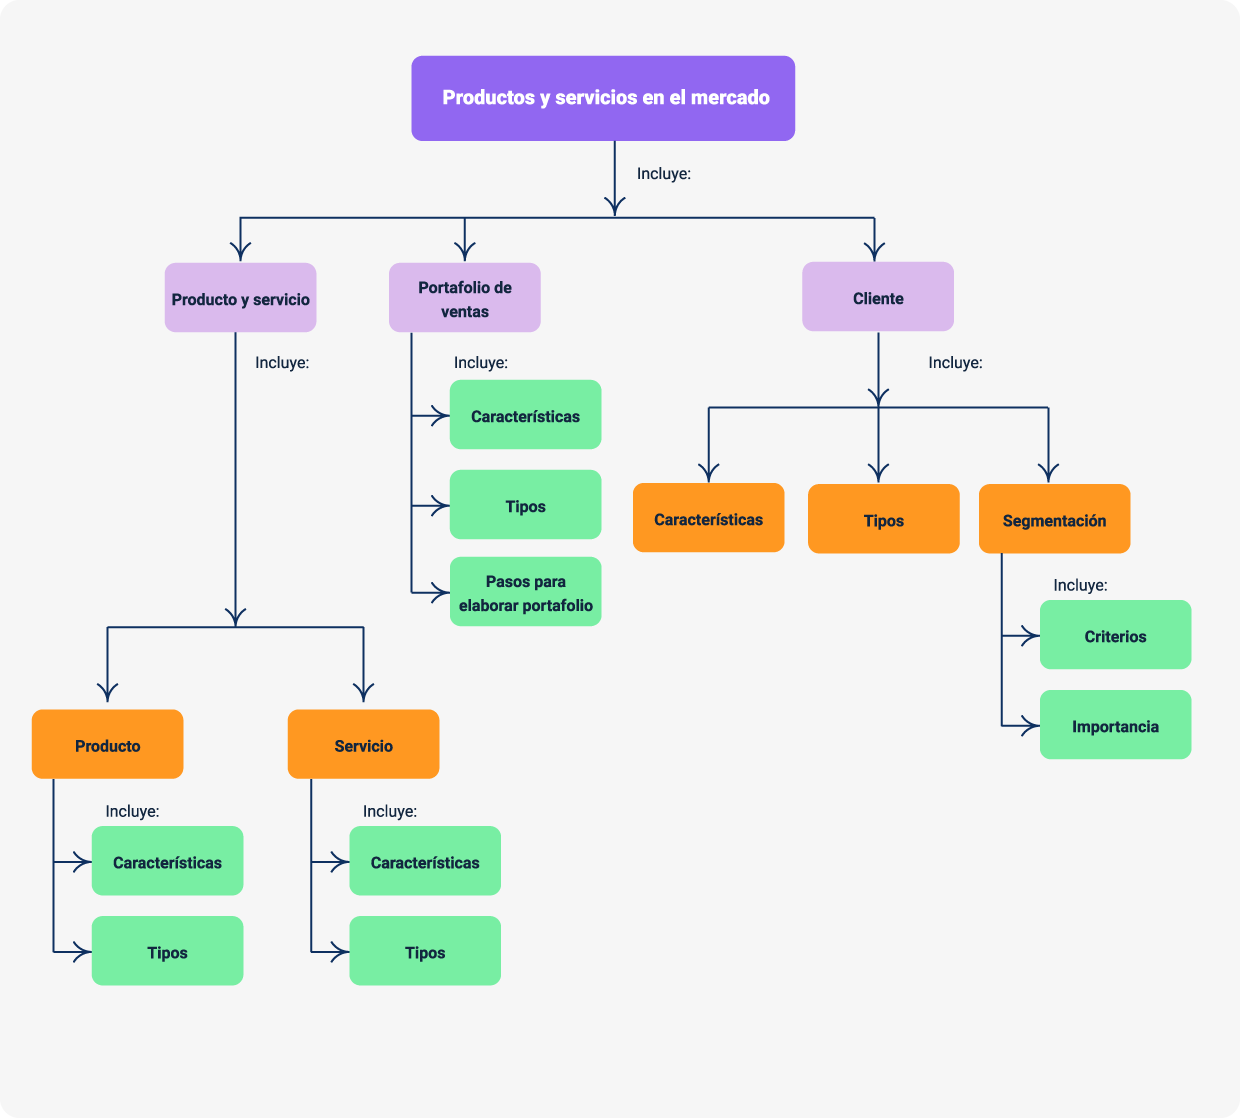 Productos y servicios en el mercado
Incluye:
Producto y servicio
Portafolio de
ventas
Cliente
Incluye:
Incluye:
Incluye:
Características
Tipos
Pasos para
elaborar portafolio
Características
Tipos
Segmentación
Incluye:
Criterios
Importancia
Producto
Servicio
Incluye:
Incluye:
Características
Características
Tipos
Tipos